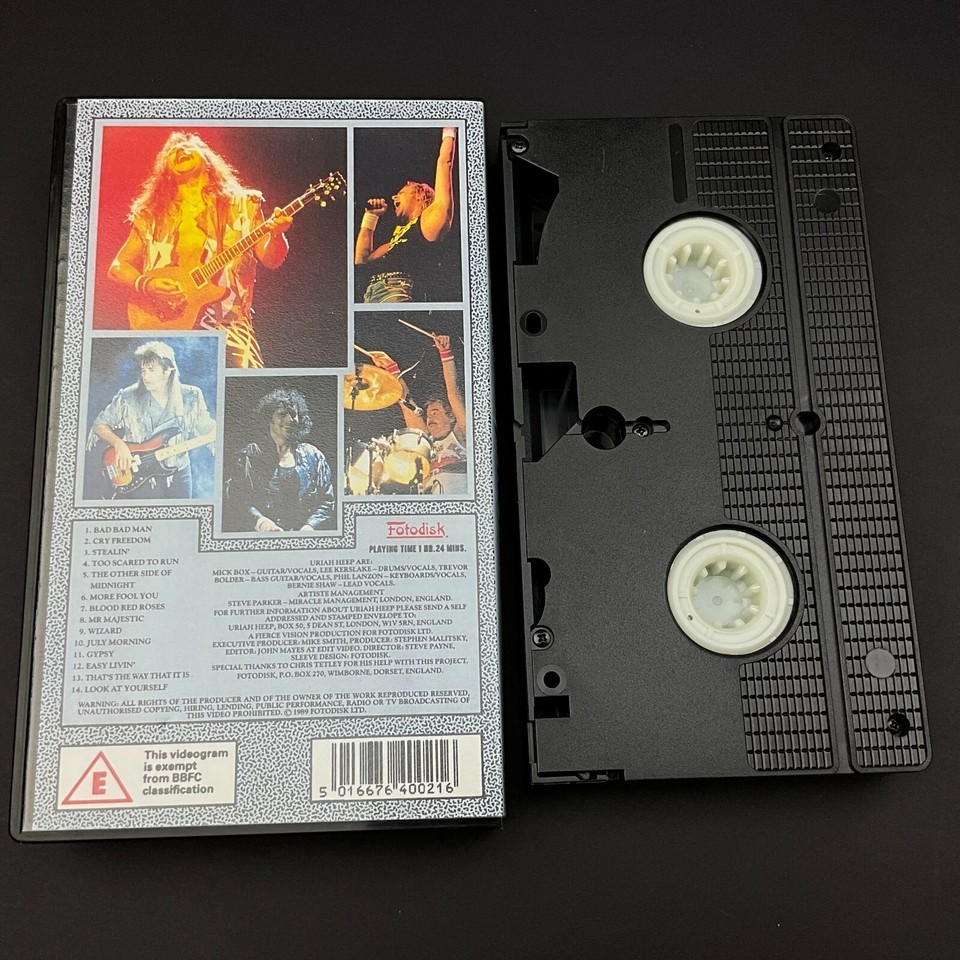 1. BAD BAD MAN
2. CRY FREEDOM
3. STEALIN'
4. TOO SCARED TO RUN
5. THE OTHER SIDE OF
MIDNIGHT
6. MORE FOOL YOU
7. BLOOD RED ROSES
8. MR MAJESTIC
9. WIZARD
10. JULY MORNING
11. GYPSY
12. EASY LIVIN'
13. THAT'S THE WAY THAT IT IS
14. LOOK AT YOURSELF
Fotodisk
PLAYING TIME 1 HR.24 MINS.
URIAH HEEP ARE:
MICK BOX – GUITAR/VOCALS, LEE KERSLAKE – DRUMS/VOCALS, TREVOR
BOLDER – BASS GUITAR/VOCALS, PHIL LANZON – KEYBOARDS/VOCALS,
BERNIE SHAW – LEAD VOCALS.
ARTISTE MANAGEMENT
STEVE PARKER – MIRACLE MANAGEMENT, LONDON, ENGLAND.
FOR FURTHER INFORMATION ABOUT URIAH HEEP PLEASE SEND A SELF
ADDRESSED AND STAMPED ENVELOPE TO:
URIAH HEEP, BOX 50, 5 DEAN ST, LONDON, W1V 5RN, ENGLAND
A FIERCE VISION PRODUCTION FOR FOTODISK LTD.
EXECUTIVE PRODUCER: MIKE SMITH, PRODUCER: STEPHEN MALITSKY,
EDITOR: JOHN MAYES AT EDIT VIDEO. DIRECTOR: STEVE PAYNE,
SLEEVE DESIGN: FOTODISK.
SPECIAL THANKS TO CHRIS TETLEY FOR HIS HELP WITH THIS PROJECT.
FOTODISK, P.O. BOX 270, WIMBORNE, DORSET, ENGLAND.
WARNING: ALL RIGHTS OF THE PRODUCER AND OF THE OWNER OF THE WORK REPRODUCED RESERVED,
UNAUTHORISED COPYING, HIRING, LENDING, PUBLIC PERFORMANCE, RADIO OR TV BROADCASTING OF
THIS VIDEO PROHIBITED. © 1989 FOTODISK LTD.
E
This videogram
is exempt
from BBFC
classification
5 016676 400216